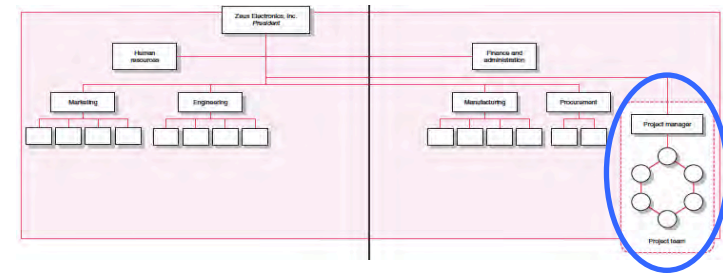 Zeus Electronics, Inc.
President
Human
resources
Finance and
administration
Marketing
Engineering
Manufacturing
Procurement
Project manager
Project team